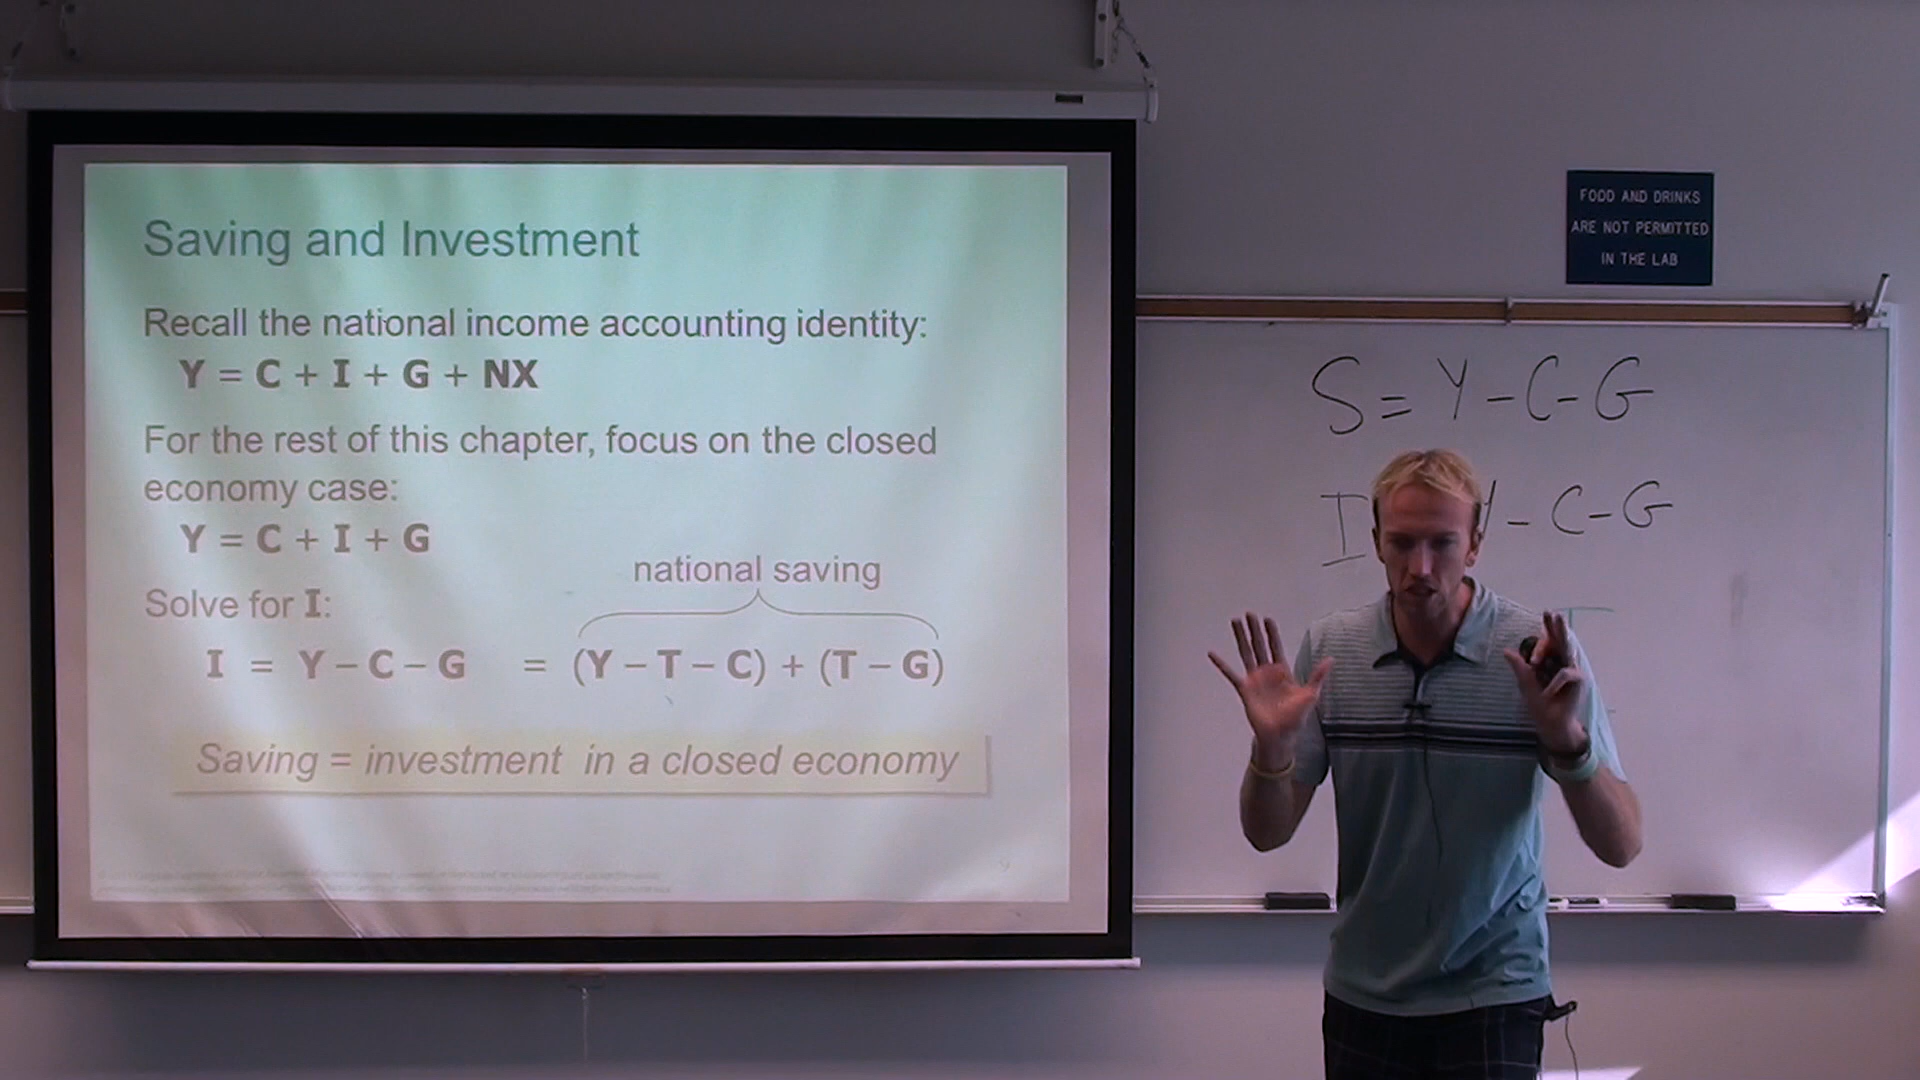 Saving and Investment
Recall the national income accounting identity:
Y = C + I + G + NX
For the rest of this chapter, focus on the closed
economy case:
Y = C + I + G
national saving
Solve for I:
I = Y – C – G = (Y – T – C) + (T – G)
Saving = investment in a closed economy
FOOD AND DRINKS
ARE NOT PERMITTED
IN THE LAB
S = Y - C - G
I Y - C - G